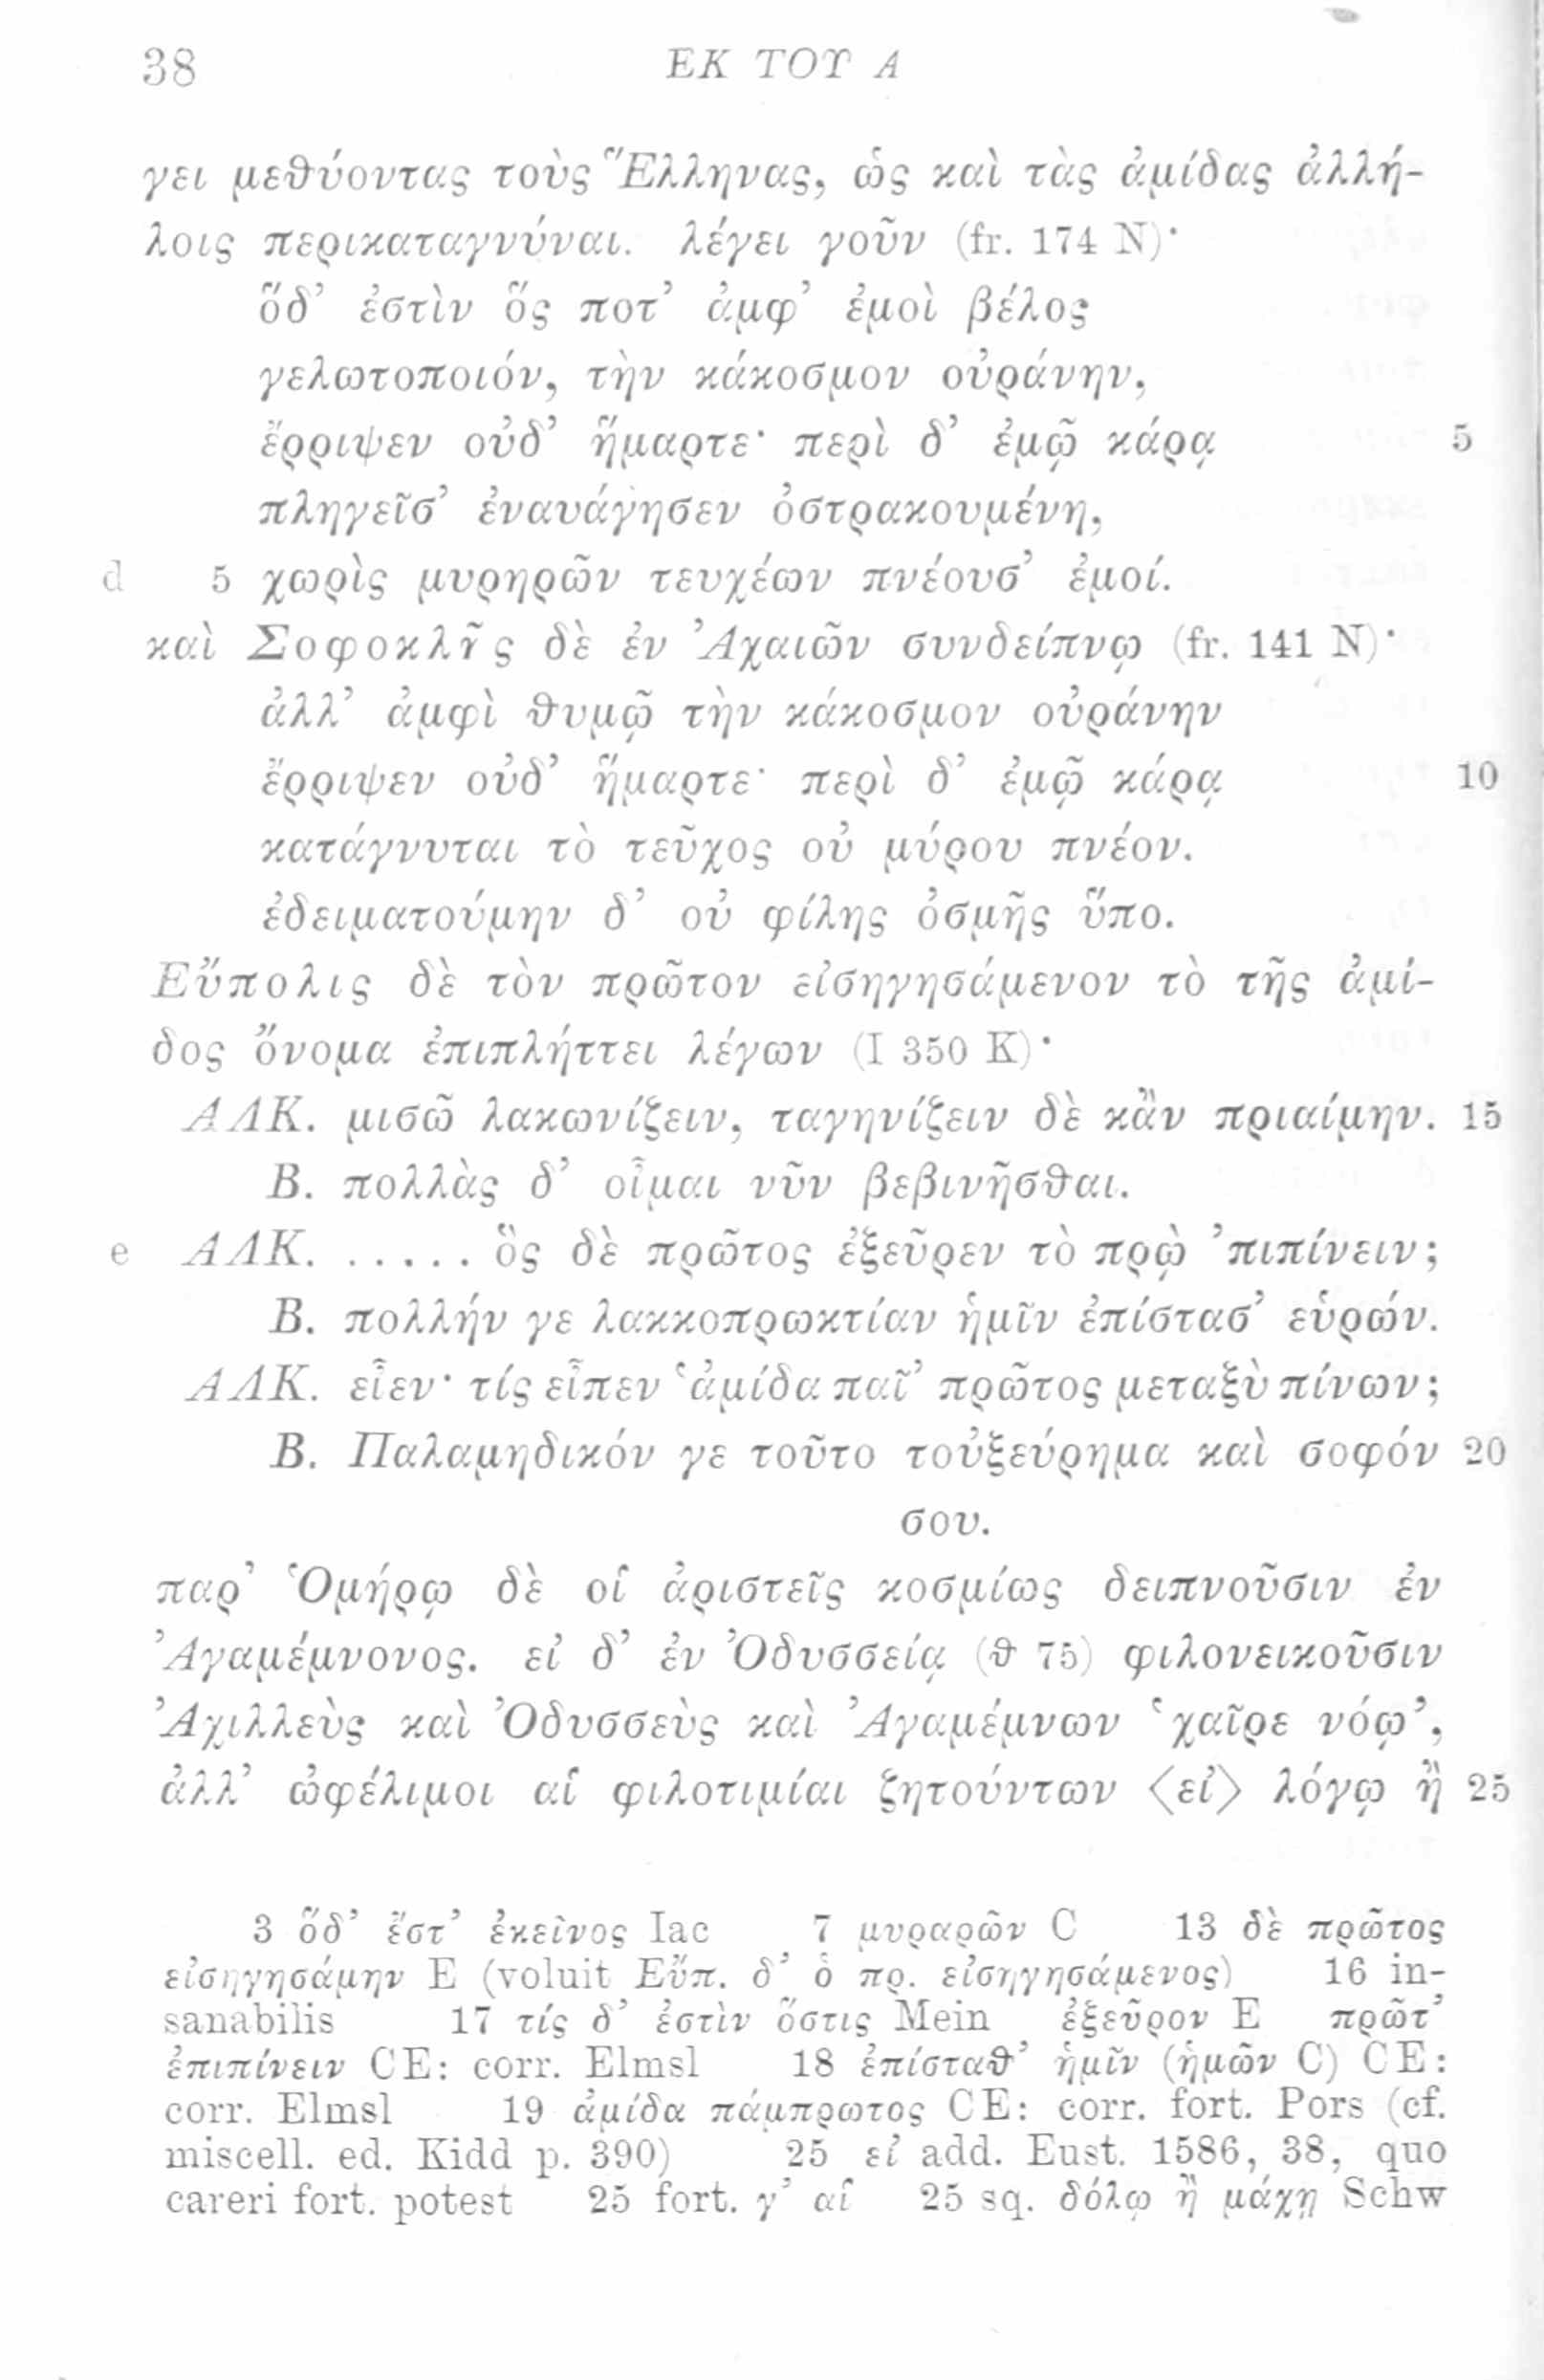 38 ΕΚ ΤΟΥ Α
γει μεθύοντας τοὺς Ἕλληνας, ὡς καὶ τὰς ἀμίδας ἀλλή-
λοις περικαταγνύναι. λέγει γοῦν (fr. 174 N)·
ὅδ’ ἐστὶν ὅς ποτ’ ἀμφ’ ἐμοὶ βέλος
γελωτοποιόν, τὴν κάκοσμον οὐράνην,
ἔρριψεν οὐδ’ ἥμαρτε· περὶ δ’ ἐμῷ κάρᾳ 5
πληγεῖσ’ ἐναυάγησεν ὀστρακουμένη,
d 5 χωρὶς μυρηρῶν τευχέων πνέουσ’ ἐμοί.
καὶ Σοφοκλῆς δὲ ἐν Ἀχαιῶν συνδείπνῳ (fr. 141 N)·
ἀλλ’ ἀμφὶ θυμῷ τὴν κάκοσμον οὐράνην
ἔρριψεν οὐδ’ ἥμαρτε· περὶ δ’ ἐμῷ κάρᾳ 10
κατάγνυται τὸ τεῦχος οὐ μύρου πνέον.
ἐδειματούμην δ’ οὐ φίλης ὀσμῆς ὕπο.
Εὔπολις δὲ τὸν πρῶτον εἰσηγησάμενον τὸ τῆς ἀμί-
δος ὄνομα ἐπιπλήττει λέγων (I 350 K)·
ΑΛΚ. μισῶ λακωνίζειν, ταγηνίζειν δὲ κἂν πριαίμην. 15
Β. πολλὰς δ’ οἶμαι νῦν βεβινῆσθαι.
e ΑΛΚ. . . . . . ὃς δὲ πρῶτος ἐξεῦρεν τὸ πρῲ ’πιπίνειν;
Β. πολλήν γε λακκοπρωκτίαν ἡμῖν ἐπίστασ’ εὑρών.
ΑΛΚ. εἶεν· τίς εἶπεν ‘ἀμίδα παῖ’ πρῶτος μεταξὺ πίνων;
Β. Παλαμηδικόν γε τοῦτο τοὐξεύρημα καὶ σοφόν 20
σου.
παρ’ Ὁμήρῳ δὲ οἱ ἀριστεῖς κοσμίως δειπνοῦσιν ἐν
Ἀγαμέμνονος. εἰ δ’ ἐν Ὀδυσσείᾳ (θ 75) φιλονεικοῦσιν
Ἀχιλλεὺς καὶ Ὀδυσσεὺς καὶ Ἀγαμέμνων ‘χαῖρε νόῳ’,
ἀλλ’ ὠφέλιμοι αἱ φιλοτιμίαι ζητούντων ⟨εἰ⟩ λόγῳ ἢ 25
3 ὅδ’ ἔστ’ ἐκεῖνος Iac 7 μυραρῶν C 13 δὲ πρῶτος
εἰσηγησάμην E (voluit Εὔπ. δ’ ὁ πρ. εἰσηγησάμενος) 16 in-
sanabilis 17 τίς δ’ ἐστὶν ὅστις Mein ἐξεῦρον E πρῶτ’
ἐπιπίνειν CE: corr. Elmsl 18 ἐπίσταθ’ ἡμῖν (ἡμῶν C) CE:
corr. Elmsl 19 ἀμίδα πάμπρωτος CE: corr. fort. Pors (cf.
miscell. ed. Kidd p. 390) 25 εἰ add. Eust. 1586, 38, quo
careri fort. potest 25 fort. γ’ αἱ 25 sq. δόλῳ ἢ μάχῃ Schw